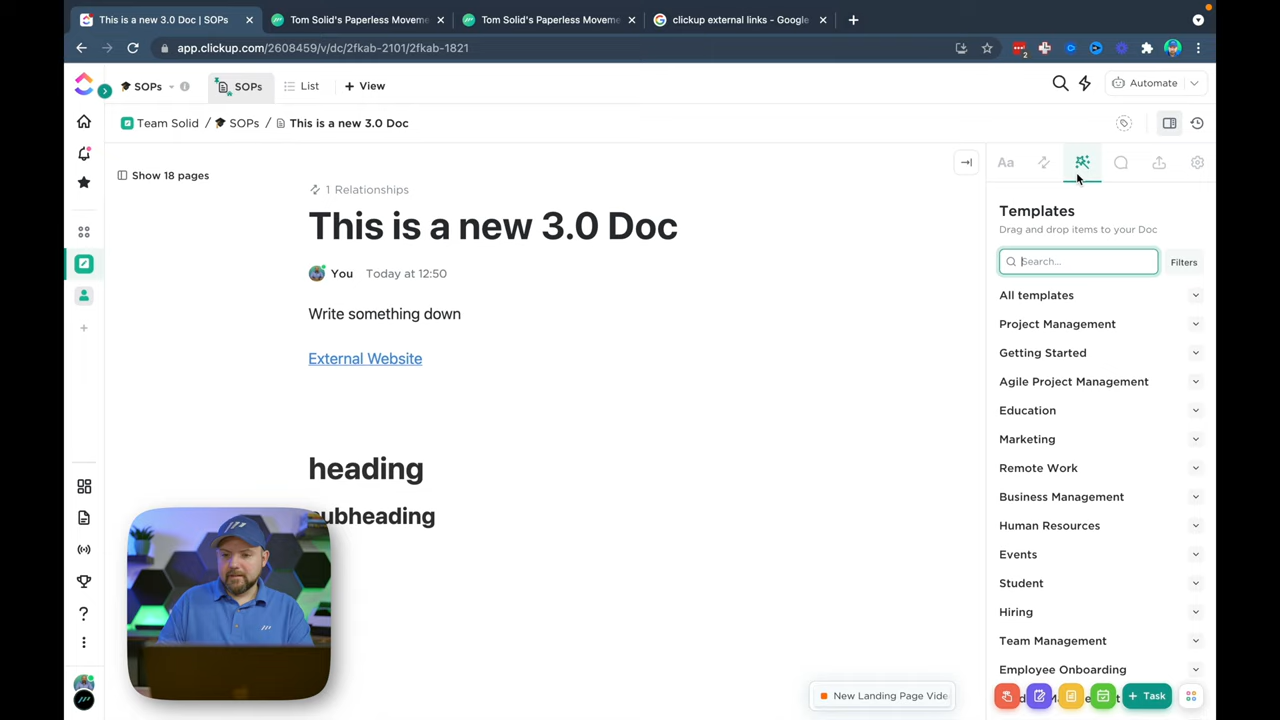 This is a new 3.0 Doc | SOPs
Tom Solid's Paperless Moveme
Tom Solid's Paperless Moveme
clickup external links - Google
app.clickup.com/2608459/v/dc/2fkab-2101/2fkab-1821
2
SOPs
SOPs
List
+ View
Automate
Team Solid / SOPs / This is a new 3.0 Doc
Show 18 pages
1 Relationships
This is a new 3.0 Doc
You Today at 12:50
Write something down
External Website
heading
ubheading
Aa
Templates
Drag and drop items to your Doc
Search...
Filters
All templates
Project Management
Getting Started
Agile Project Management
Education
Marketing
Remote Work
Business Management
Human Resources
Events
Student
Hiring
Team Management
Employee Onboarding
New Landing Page Vide
+ Task